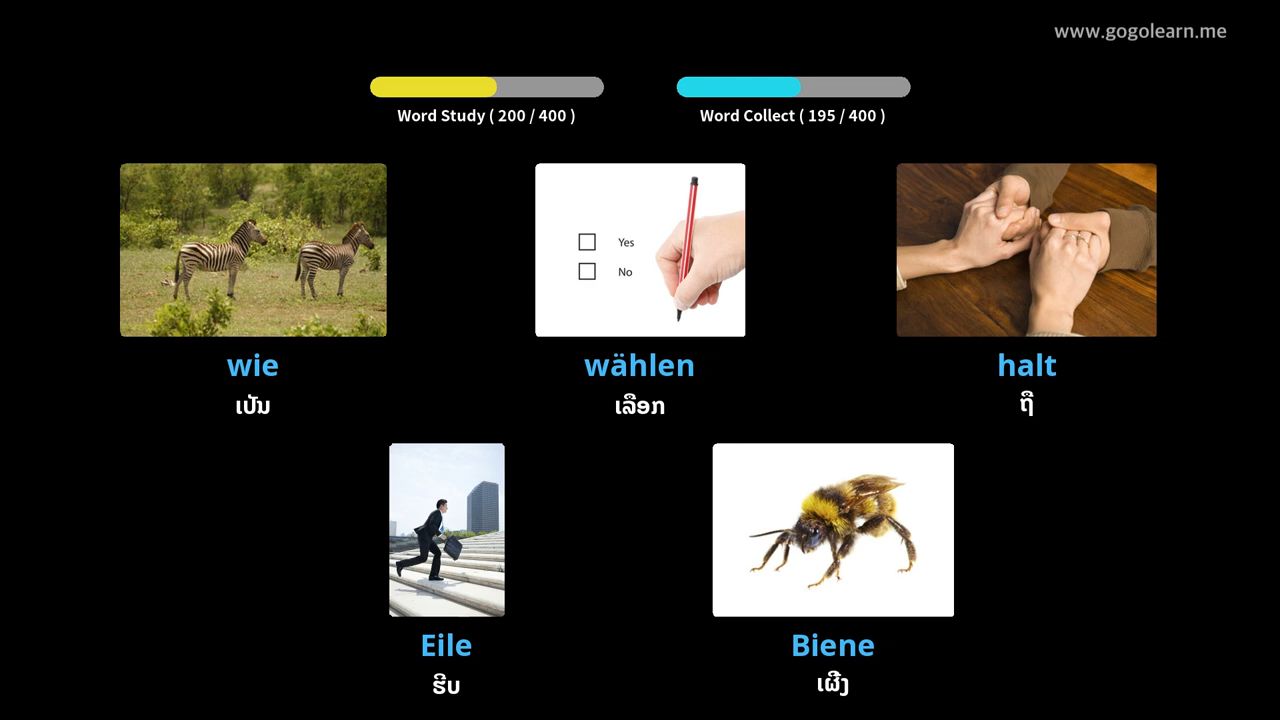 www.gogolearn.me
Word Study ( 200 / 400 )
Word Collect ( 195 / 400 )
Yes
No
wie
wählen
halt
ເປັນ
ເລືອກ
ຖື
Eile
Biene
ຮີບ
ເຜິ້ງ